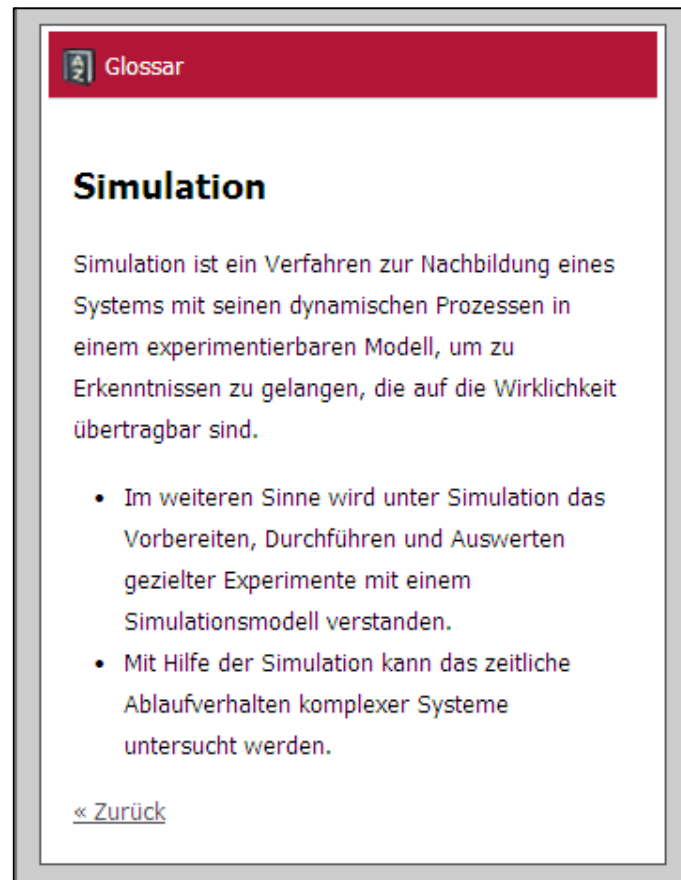 A
Z
Glossar
Simulation
Simulation ist ein Verfahren zur Nachbildung eines
Systems mit seinen dynamischen Prozessen in
einem experimentierbaren Modell, um zu
Erkenntnissen zu gelangen, die auf die Wirklichkeit
übertragbar sind.
• Im weiteren Sinne wird unter Simulation das
Vorbereiten, Durchführen und Auswerten
gezielter Experimente mit einem
Simulationsmodell verstanden.
• Mit Hilfe der Simulation kann das zeitliche
Ablaufverhalten komplexer Systeme
untersucht werden.
« Zurück